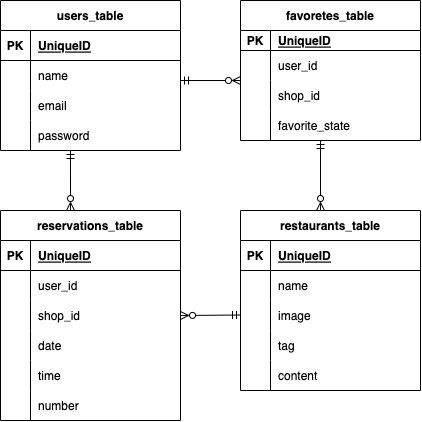 users_table
PK UniqueID
name
email
password
favoretes_table
PK UniqueID
user_id
shop_id
favorite_state
reservations_table
PK UniqueID
user_id
shop_id
date
time
number
restaurants_table
PK UniqueID
name
image
tag
content